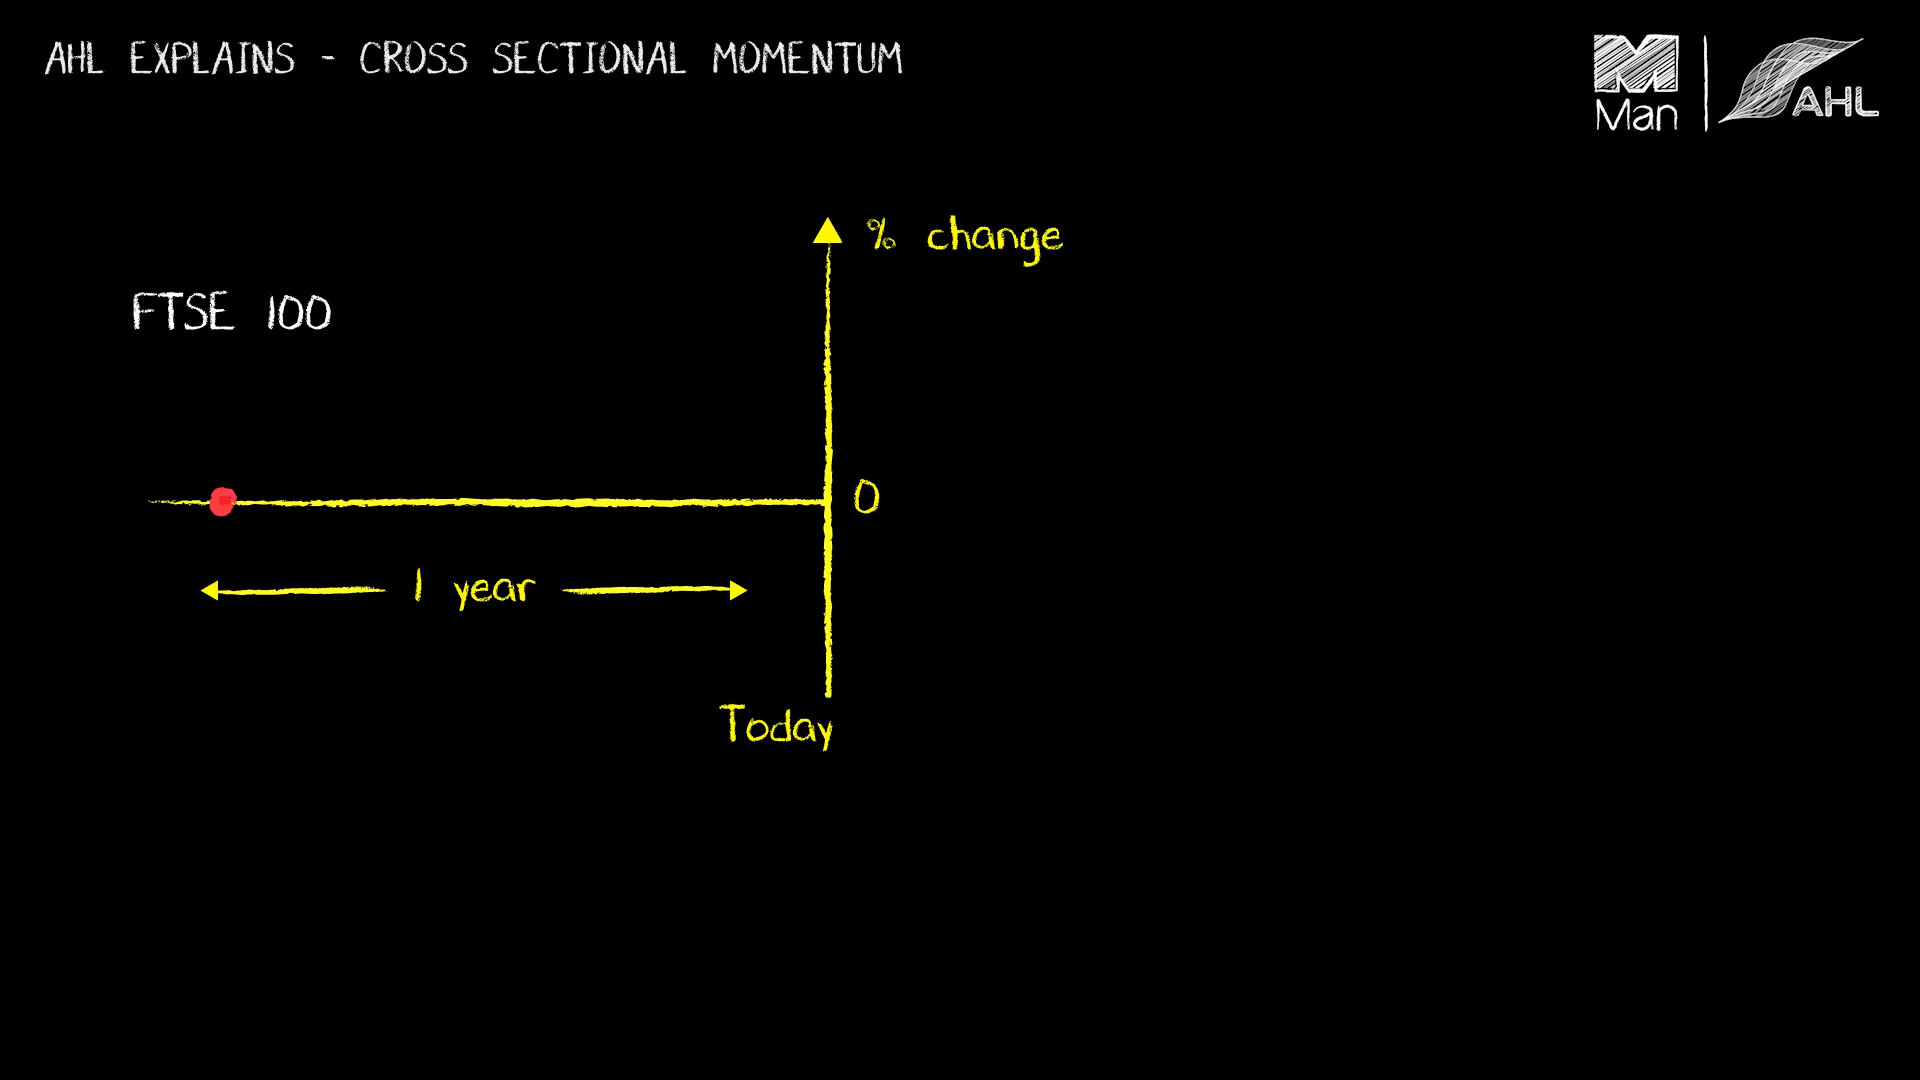 AHL EXPLAINS - CROSS SECTIONAL MOMENTUM
Man
AHL
% change
FTSE 100
0
1 year
Today